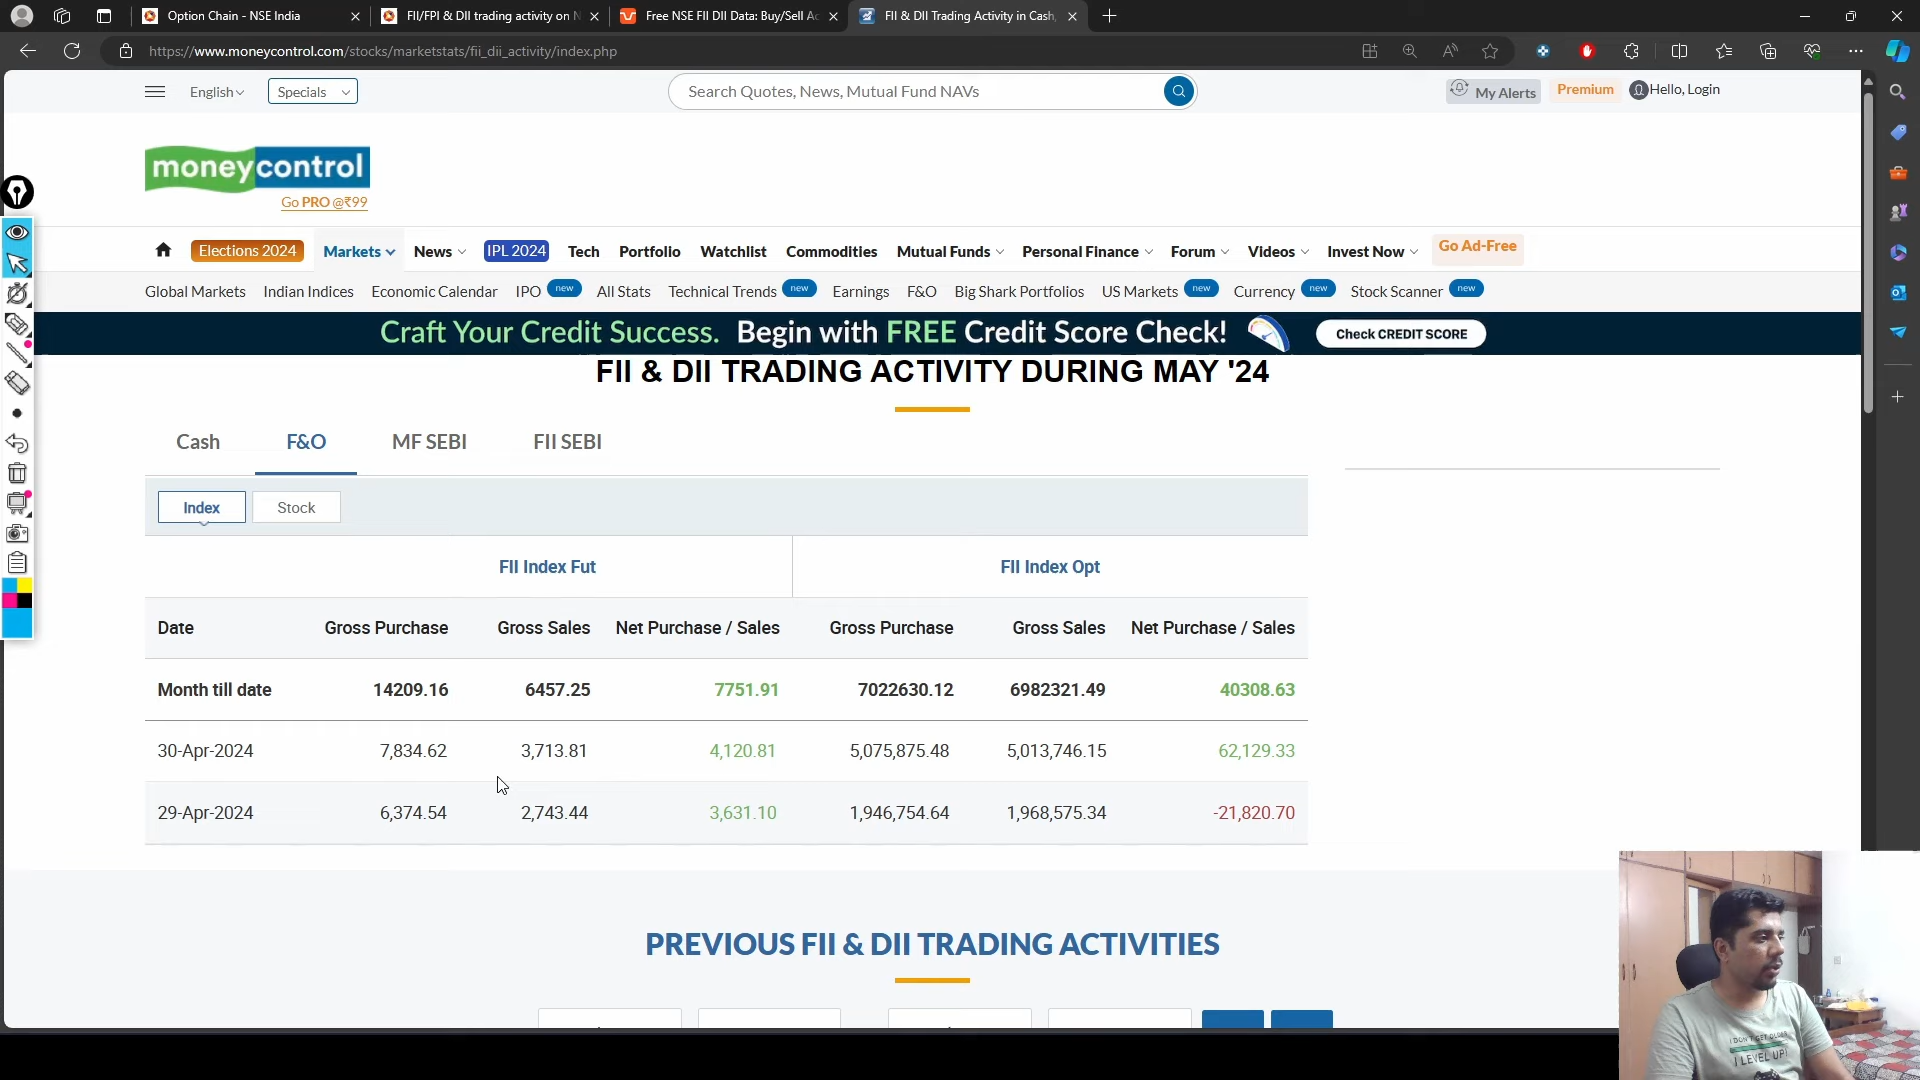 Option Chain - NSE India
FII/FPI & DII trading activity on N
Free NSE FII DII Data: Buy/Sell Ac
FII & DII Trading Activity in Cash,
https://www.moneycontrol.com/stocks/marketstats/fii_dii_activity/index.php
English
Specials
Search Quotes, News, Mutual Fund NAVs
My Alerts
Premium
Hello, Login
moneycontrol
Go PRO @₹99
Elections 2024
Markets
News
IPL 2024
Tech
Portfolio
Watchlist
Commodities
Mutual Funds
Personal Finance
Forum
Videos
Invest Now
Go Ad-Free
Global Markets
Indian Indices
Economic Calendar
IPO new
All Stats
Technical Trends new
Earnings
F&O
Big Shark Portfolios
US Markets new
Currency new
Stock Scanner new
Craft Your Credit Success. Begin with FREE Credit Score Check!
Check CREDIT SCORE
FII & DII TRADING ACTIVITY DURING MAY '24
Cash F&O MF SEBI FII SEBI
Index Stock
FII Index Fut FII Index Opt
Date Gross Purchase Gross Sales Net Purchase / Sales Gross Purchase Gross Sales Net Purchase / Sales
Month till date 14209.16 6457.25 7751.91 7022630.12 6982321.49 40308.63
30-Apr-2024 7,834.62 3,713.81 4,120.81 5,075,875.48 5,013,746.15 62,129.33
29-Apr-2024 6,374.54 2,743.44 3,631.10 1,946,754.64 1,968,575.34 -21,820.70
PREVIOUS FII & DII TRADING ACTIVITIES
I DON'T GET OLDER
I LEVEL UP!